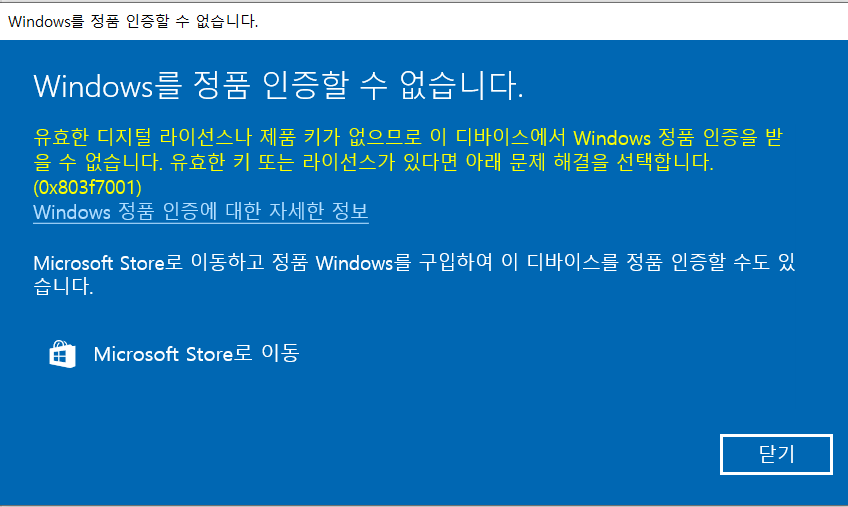 Windows를 정품 인증할 수 없습니다.
Windows를 정품 인증할 수 없습니다.
유효한 디지털 라이선스나 제품 키가 없으므로 이 디바이스에서 Windows 정품 인증을 받
을 수 없습니다. 유효한 키 또는 라이선스가 있다면 아래 문제 해결을 선택합니다.
(0x803f7001)
Windows 정품 인증에 대한 자세한 정보
Microsoft Store로 이동하고 정품 Windows를 구입하여 이 디바이스를 정품 인증할 수도 있
습니다.
Microsoft Store로 이동
닫기